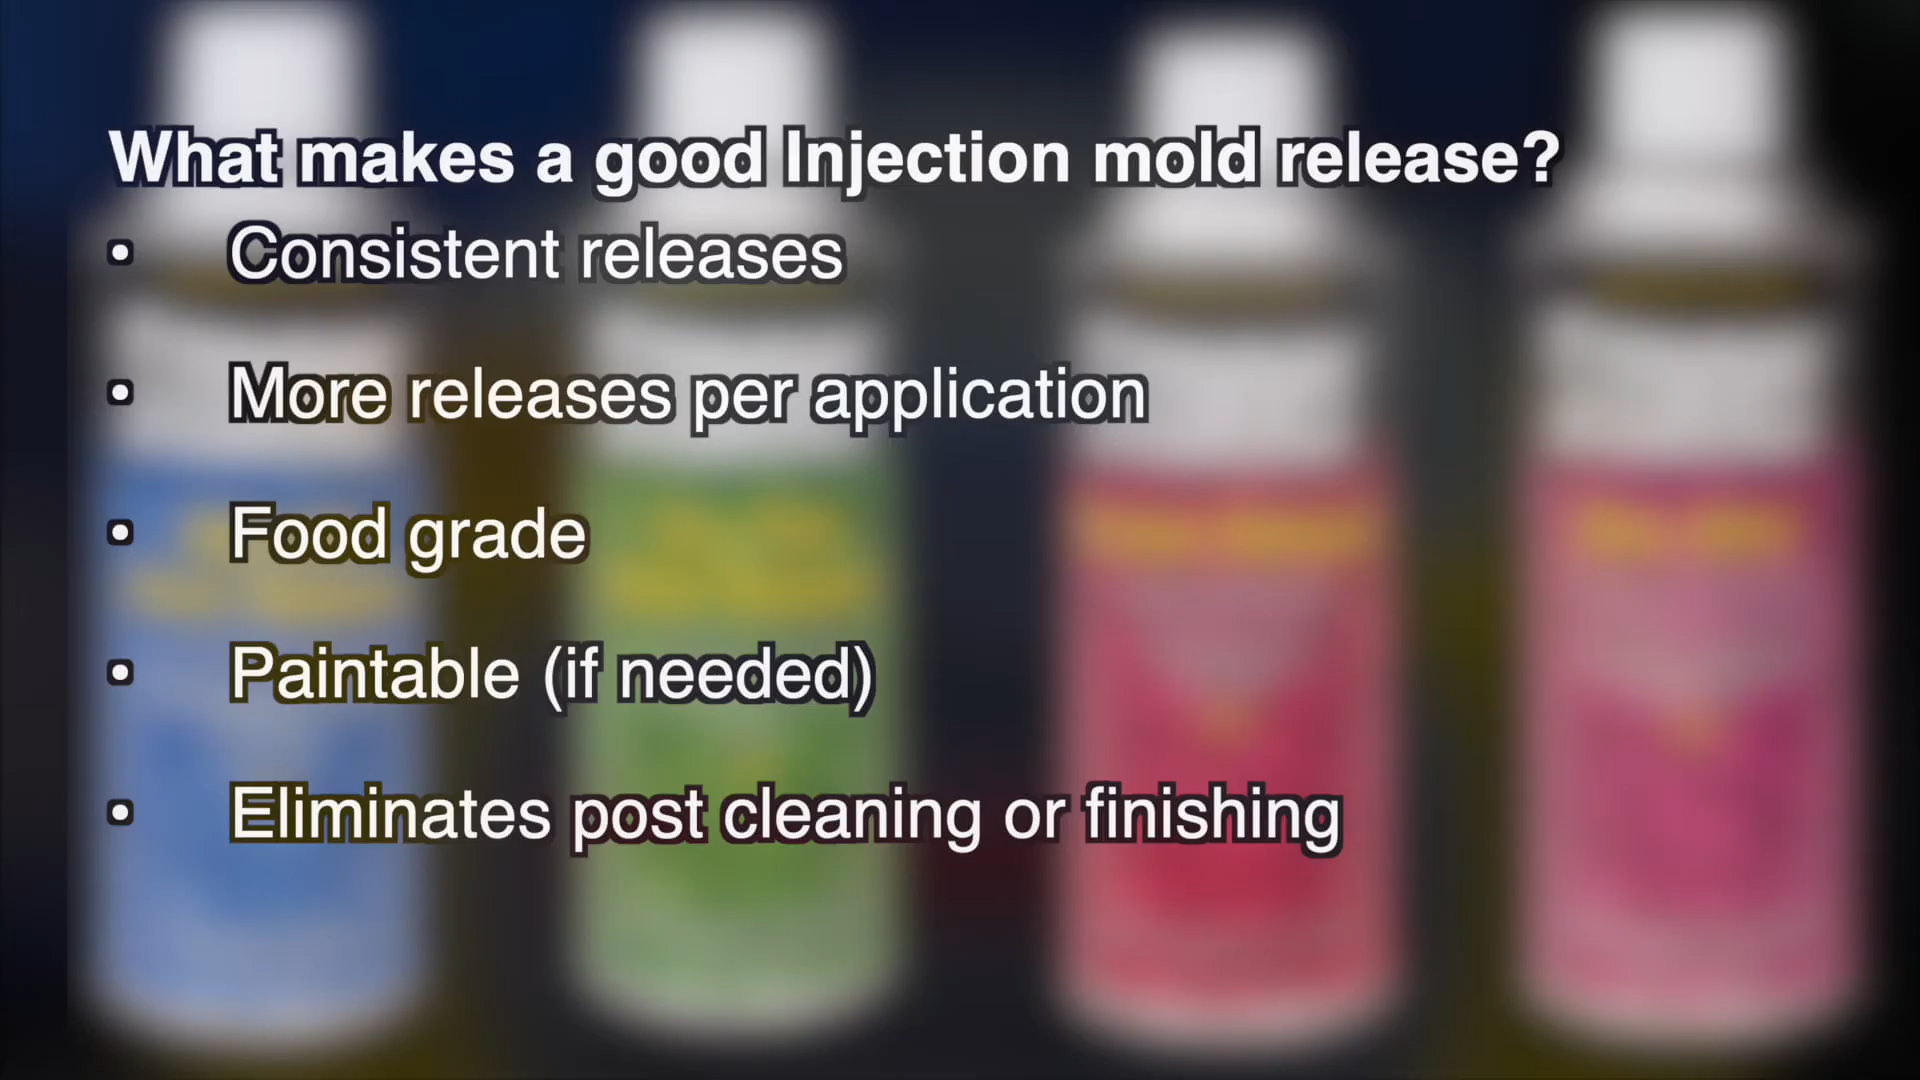 What makes a good Injection mold release?
• Consistent releases
• More releases per application
• Food grade
• Paintable (if needed)
• Eliminates post cleaning or finishing